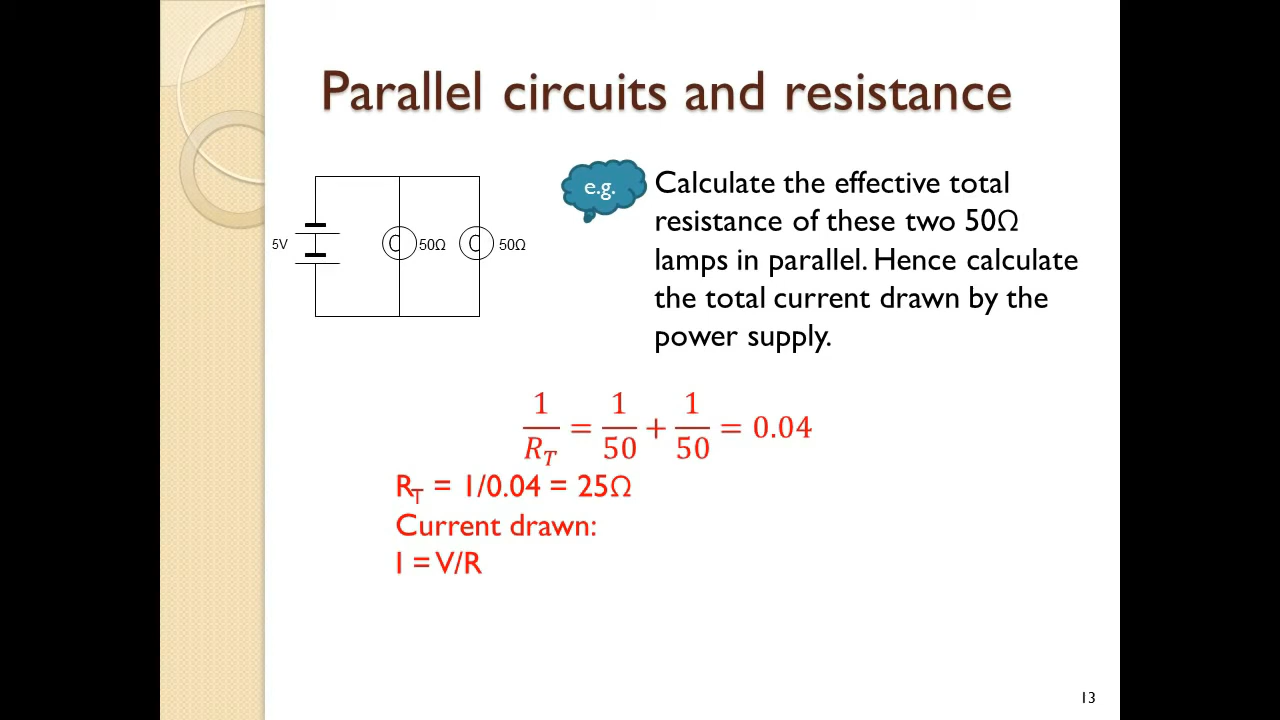 Parallel circuits and resistance
e.g.
Calculate the effective total
resistance of these two 50Ω
lamps in parallel. Hence calculate
the total current drawn by the
power supply.
5V
50Ω
50Ω
1/R_T = 1/50 + 1/50 = 0.04
R_T = 1/0.04 = 25Ω
Current drawn:
I = V/R
13